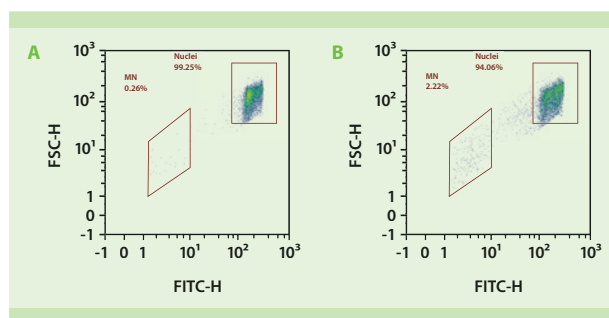 A
10³
10²
10¹
1
0
-1
FSC-H
MN
0.26%
Nuclei
99.25%
-1 0 1 10¹ 10² 10³
FITC-H
B
10³
10²
10¹
1
0
-1
FSC-H
MN
2.22%
Nuclei
94.06%
-1 0 1 10¹ 10² 10³
FITC-H